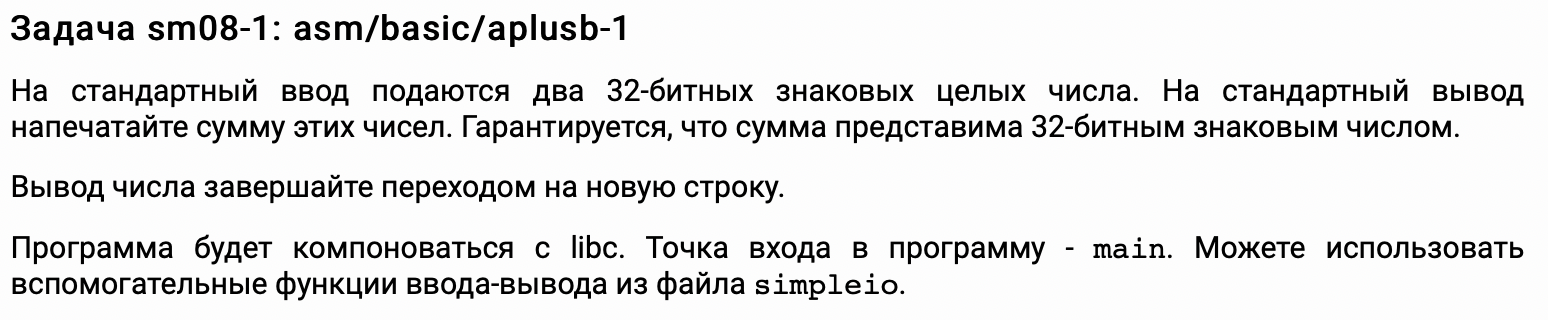 Задача sm08-1: asm/basic/aplusb-1
На стандартный ввод подаются два 32-битных знаковых целых числа. На стандартный вывод
напечатайте сумму этих чисел. Гарантируется, что сумма представима 32-битным знаковым числом.
Вывод числа завершайте переходом на новую строку.
Программа будет компоноваться с libc. Точка входа в программу - main. Можете использовать
вспомогательные функции ввода-вывода из файла simpleio.